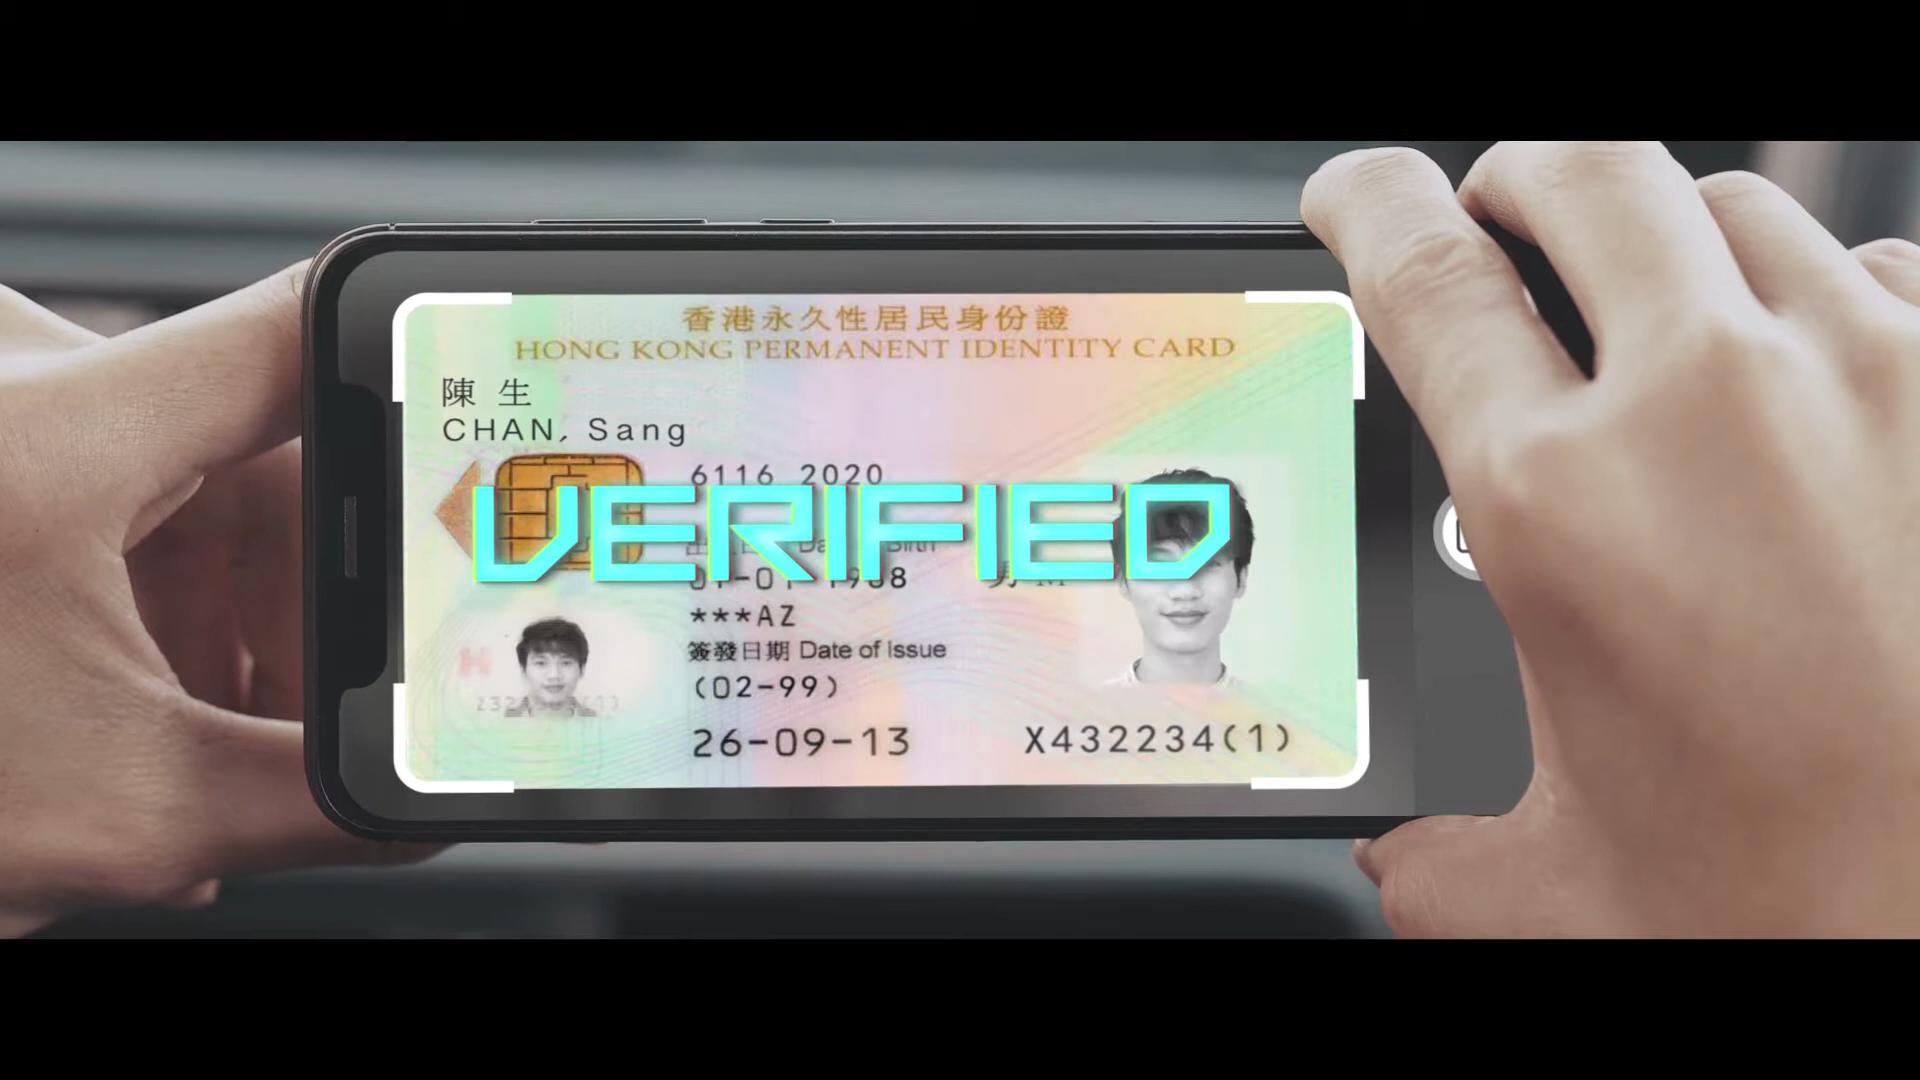 香港永久性居民身份證
HONG KONG PERMANENT IDENTITY CARD
陳 生
CHAN, Sang
6116 2020
VERIFIED
***AZ
簽發日期 Date of Issue
(02-99)
26-09-13
X432234(1)